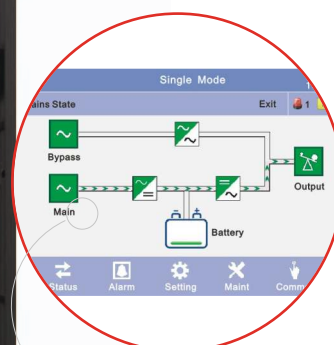 Single Mode
ains State
Exit
1
Bypass
Output
Main
Battery
Status
Alarm
Setting
Maint
Comm